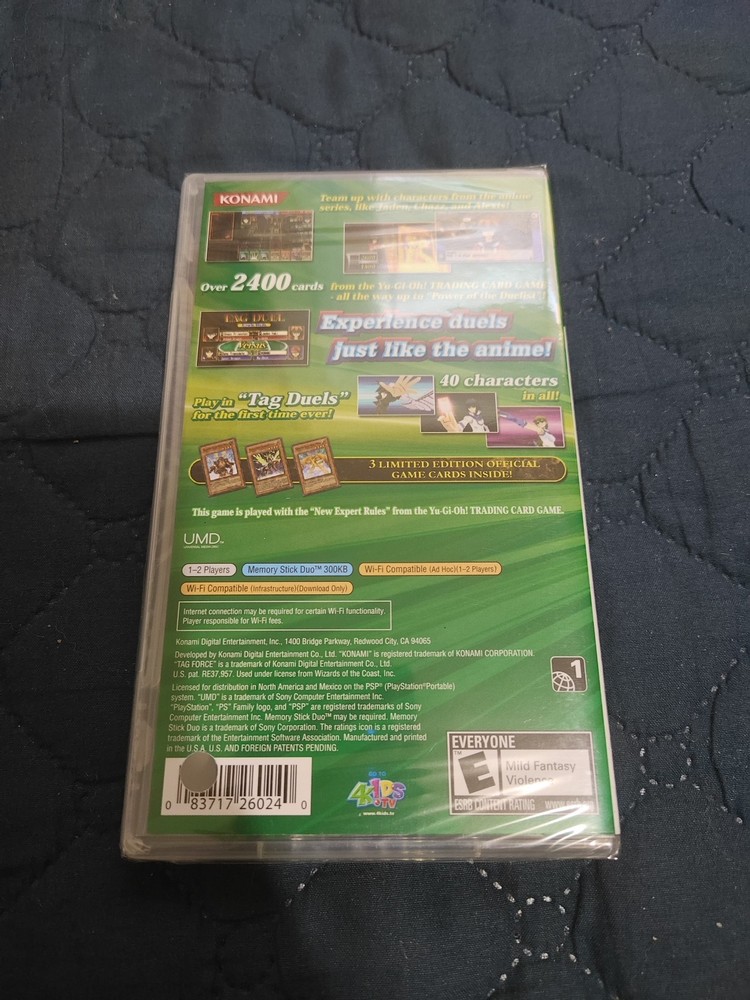 KONAMI
Team up with characters from the anime
series, like Jaden, Chazz, and Alexis!
Over 2400 cards
from the Yu-Gi-Oh! TRADING CARD GAME
- all the way up to "Power of the Duelist"!
TAG DUEL
Experience duels
just like the anime!
Play in "Tag Duels"
for the first time ever!
40 characters
in all!
3 LIMITED EDITION OFFICIAL
GAME CARDS INSIDE!
This game is played with the "New Expert Rules" from the Yu-Gi-Oh! TRADING CARD GAME.
UMD™
1–2 Players
Memory Stick Duo™ 300KB
Wi-Fi Compatible (Ad Hoc)(1–2 Players)
Wi-Fi Compatible (Infrastructure)(Download Only)
Internet connection may be required for certain Wi-Fi functionality.
Player responsible for Wi-Fi fees.
Konami Digital Entertainment, Inc., 1400 Bridge Parkway, Redwood City, CA 94065
Developed by Konami Digital Entertainment Co., Ltd. "KONAMI" is registered trademark of KONAMI CORPORATION.
"TAG FORCE" is a trademark of Konami Digital Entertainment Co., Ltd.
U.S. pat. RE37,957. Used under license from Wizards of the Coast, Inc.
Licensed for distribution in North America and Mexico on the PSP® (PlayStation®Portable)
system. "UMD" is a trademark of Sony Computer Entertainment Inc.
"PlayStation", "PS" Family logo, and "PSP" are registered trademarks of Sony
Computer Entertainment Inc. Memory Stick Duo™ may be required. Memory
Stick Duo is a trademark of Sony Corporation. The ratings icon is a registered
trademark of the Entertainment Software Association. Manufactured and printed
in the U.S.A. U.S. AND FOREIGN PATENTS PENDING.
1
0 83717 26024 0
GO TO
4KiDS
TV
www.4kids.tv
EVERYONE
E
Mild Fantasy
Violence
ESRB CONTENT RATING